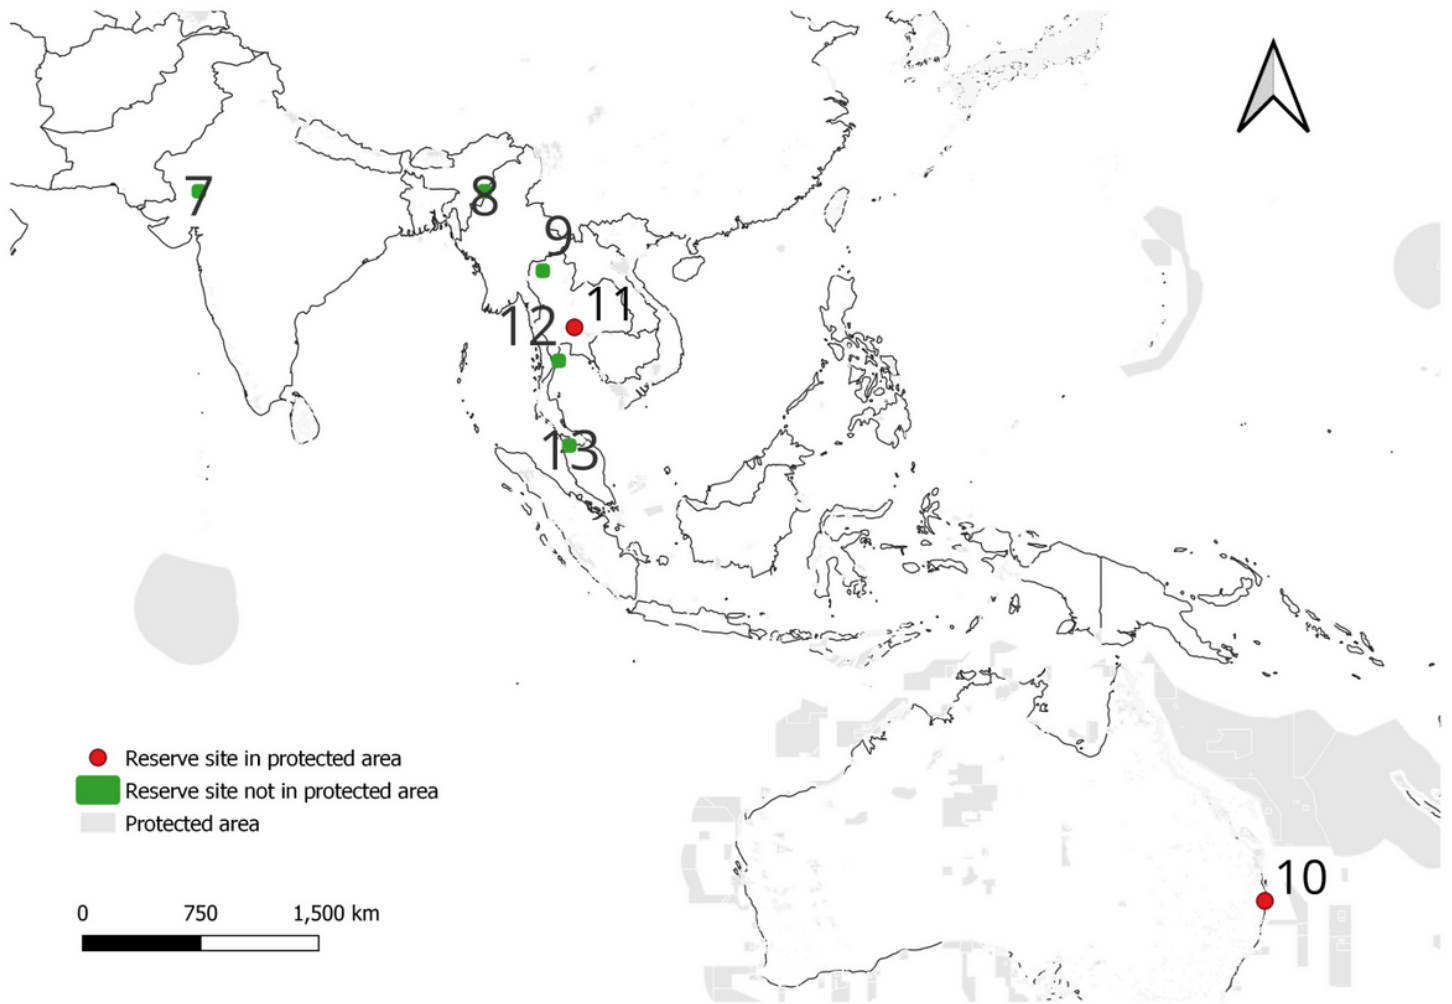 7
8
9
11
12
13
Reserve site in protected area
Reserve site not in protected area
Protected area
10
0 750 1,500 km